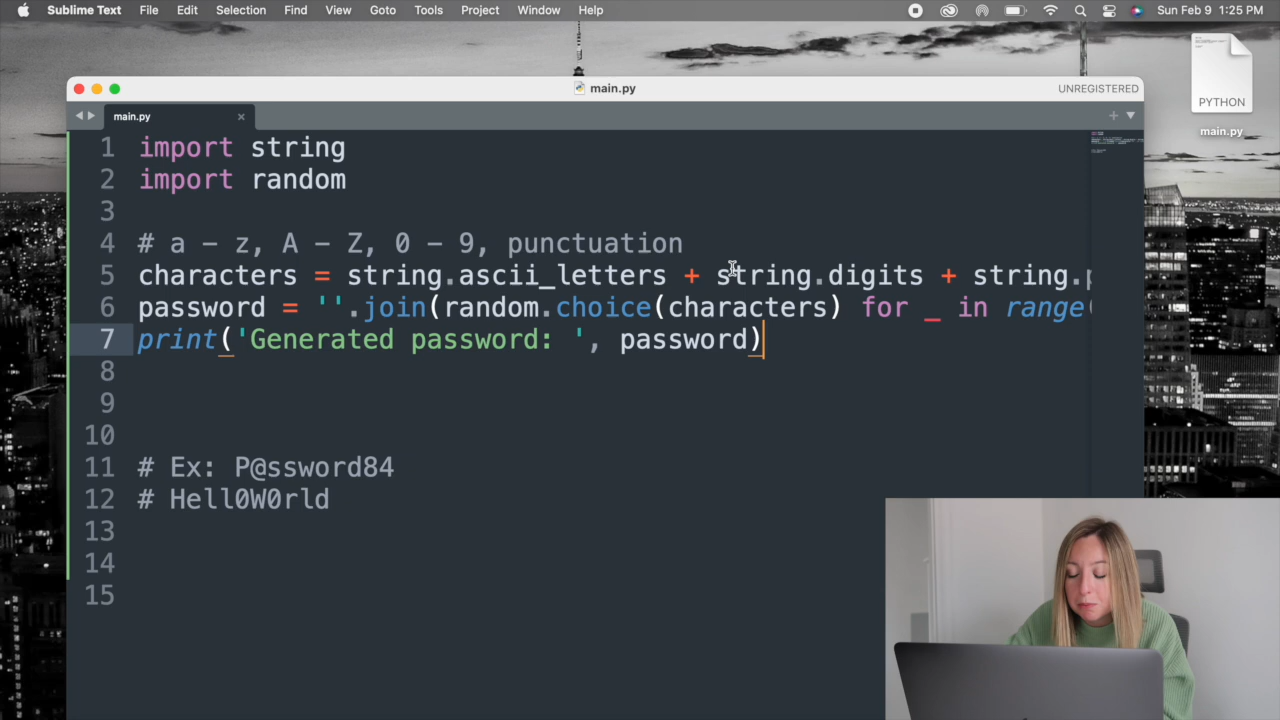 Sublime Text File Edit Selection Find View Goto Tools Project Window Help Sun Feb 9 1:25 PM
main.py UNREGISTERED
main.py
PYTHON
main.py
1 import string
2 import random
3
4 # a - z, A - Z, 0 - 9, punctuation
5 characters = string.ascii_letters + string.digits + string.
6 password = ''.join(random.choice(characters) for _ in range(
7 print('Generated password: ', password)
8
9
10
11 # Ex: P@ssword84
12 # Hell0W0rld
13
14
15